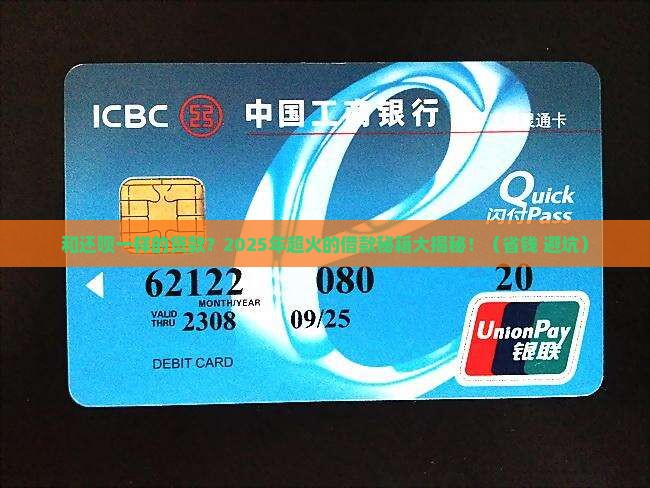 ICBC 中国工商银行
通卡
Quick
闪付Pass
和还呗一样的贷款？2025年超火的借款秘籍大揭秘！（省钱 避坑）
62122 080 20
MONTH/YEAR
VALID
THRU 2308 09/25
UnionPay
银联
DEBIT CARD